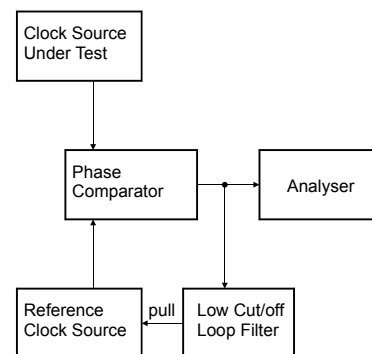 Clock Source
Under Test
Phase
Comparator
Analyser
Reference
Clock Source
pull
Low Cut/off
Loop Filter